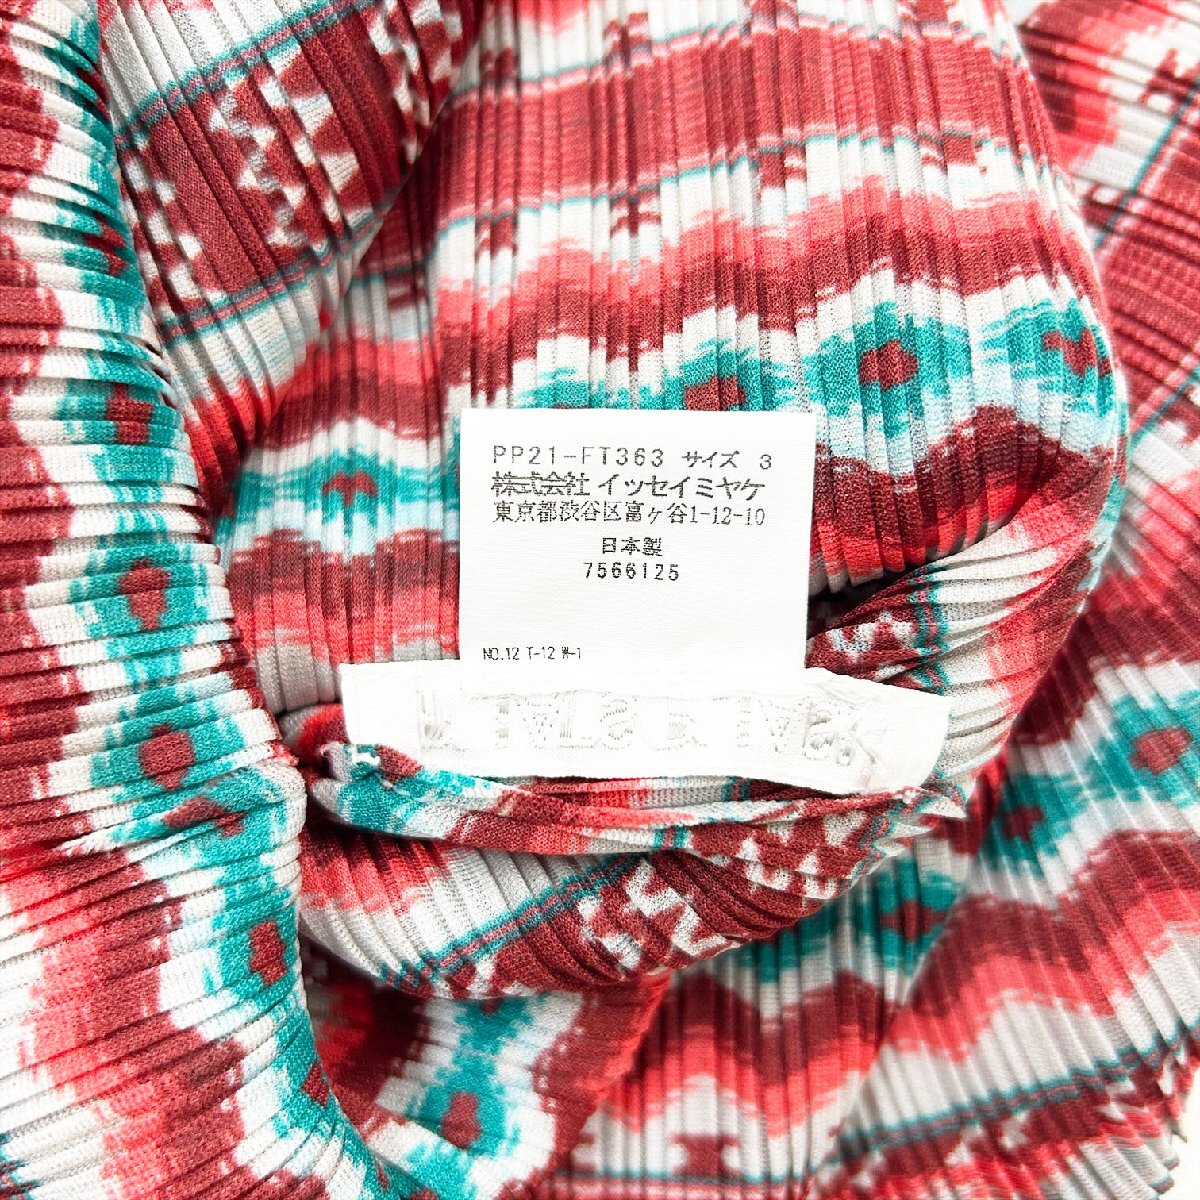 PP21-FT363 サイズ 3
株式会社 イッセイミヤケ
東京都渋谷区富ヶ谷1-12-10
日本製
7566125
NO.12 T-12 W-1